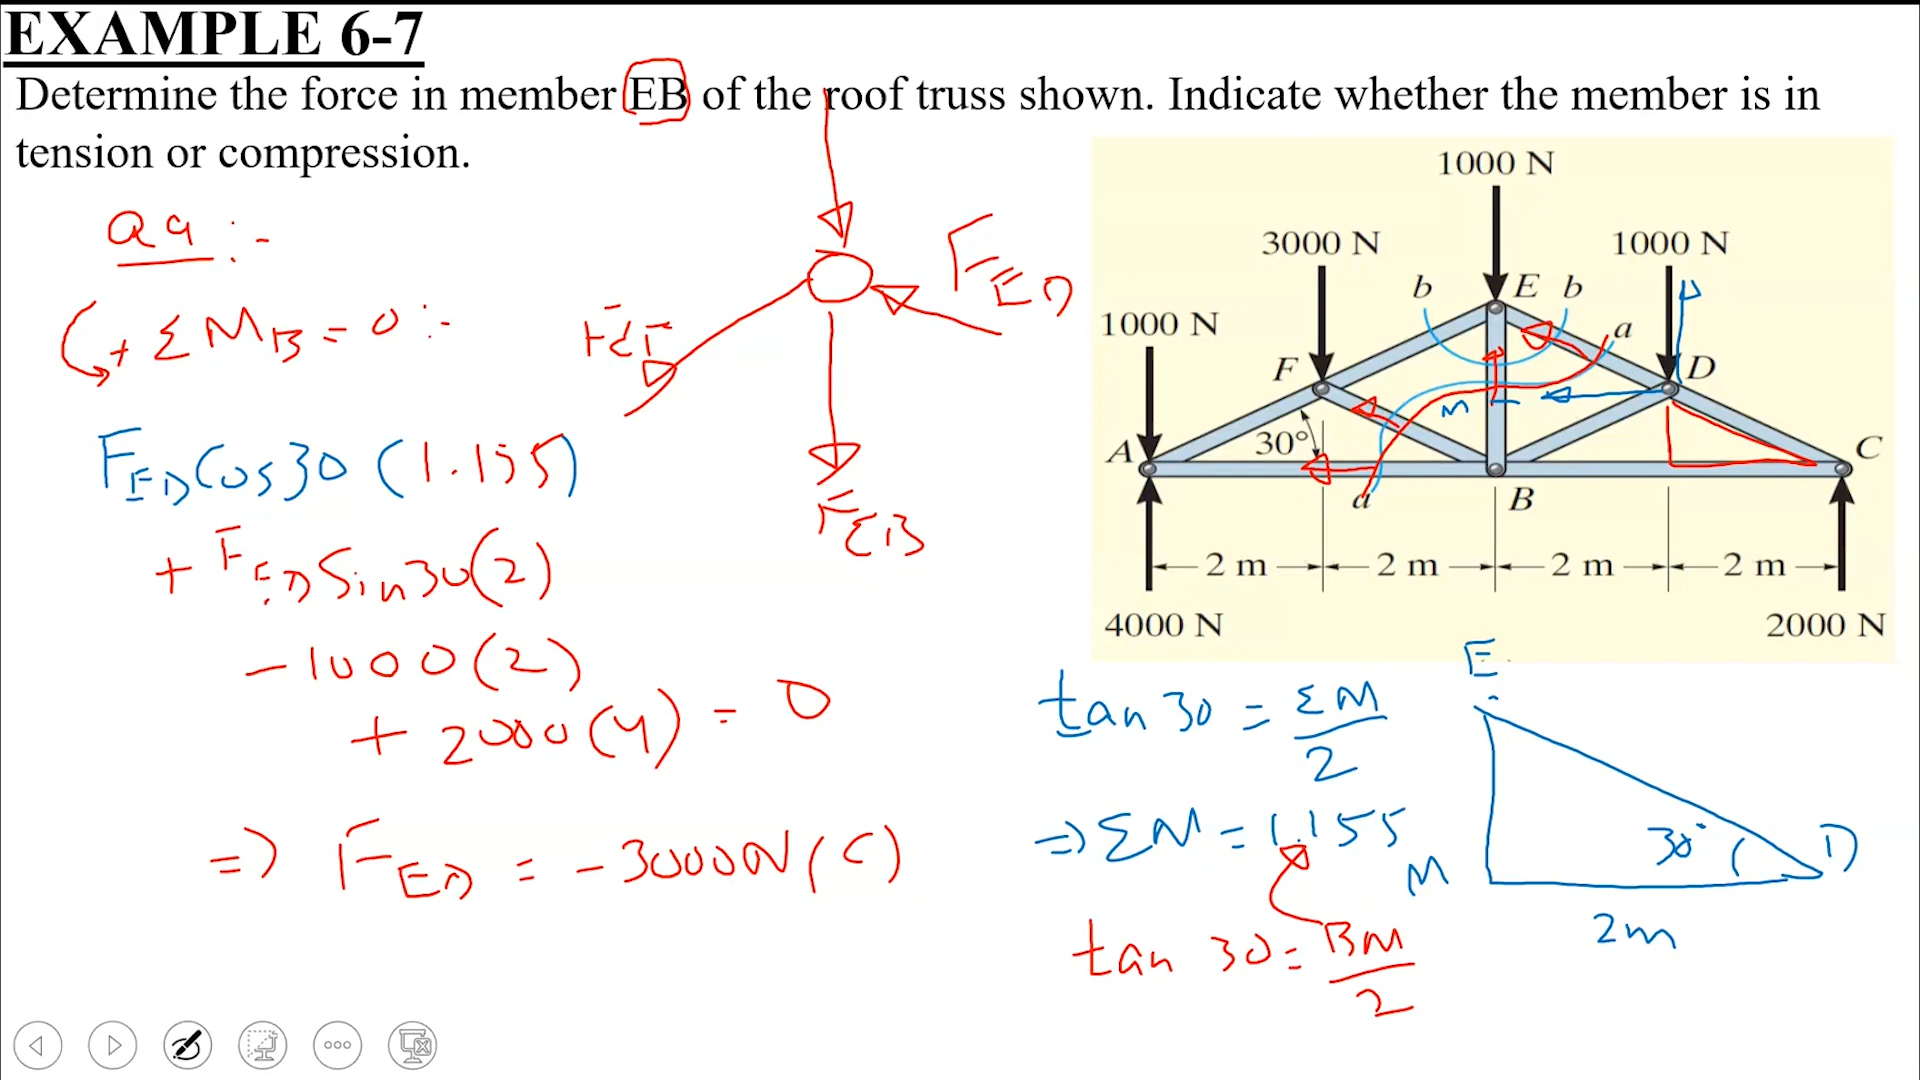 EXAMPLE 6-7
Determine the force in member EB of the roof truss shown. Indicate whether the member is in
tension or compression.
aa :-
+ ΣM_B = 0 :-
F_ED Cos30 (1.155)
+ F_ED Sin30(2)
- 1000(2)
+ 2000(4) = 0
=> F_ED = -3000N (C)
F_EF
F_ED
F_EB
1000 N
3000 N
1000 N
1000 N
b
E
b
a
F
D
M
A
30°
C
a
B
2 m
2 m
2 m
2 m
4000 N
2000 N
tan 30 = EM
2
=> EM = 1.155
tan 30 = BM
2
E
30°
D
M
2m